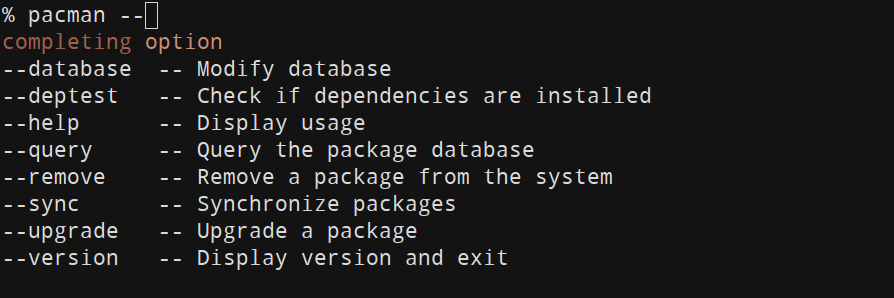 % pacman --
completing option
--database  -- Modify database
--deptest   -- Check if dependencies are installed
--help      -- Display usage
--query     -- Query the package database
--remove    -- Remove a package from the system
--sync      -- Synchronize packages
--upgrade   -- Upgrade a package
--version   -- Display version and exit